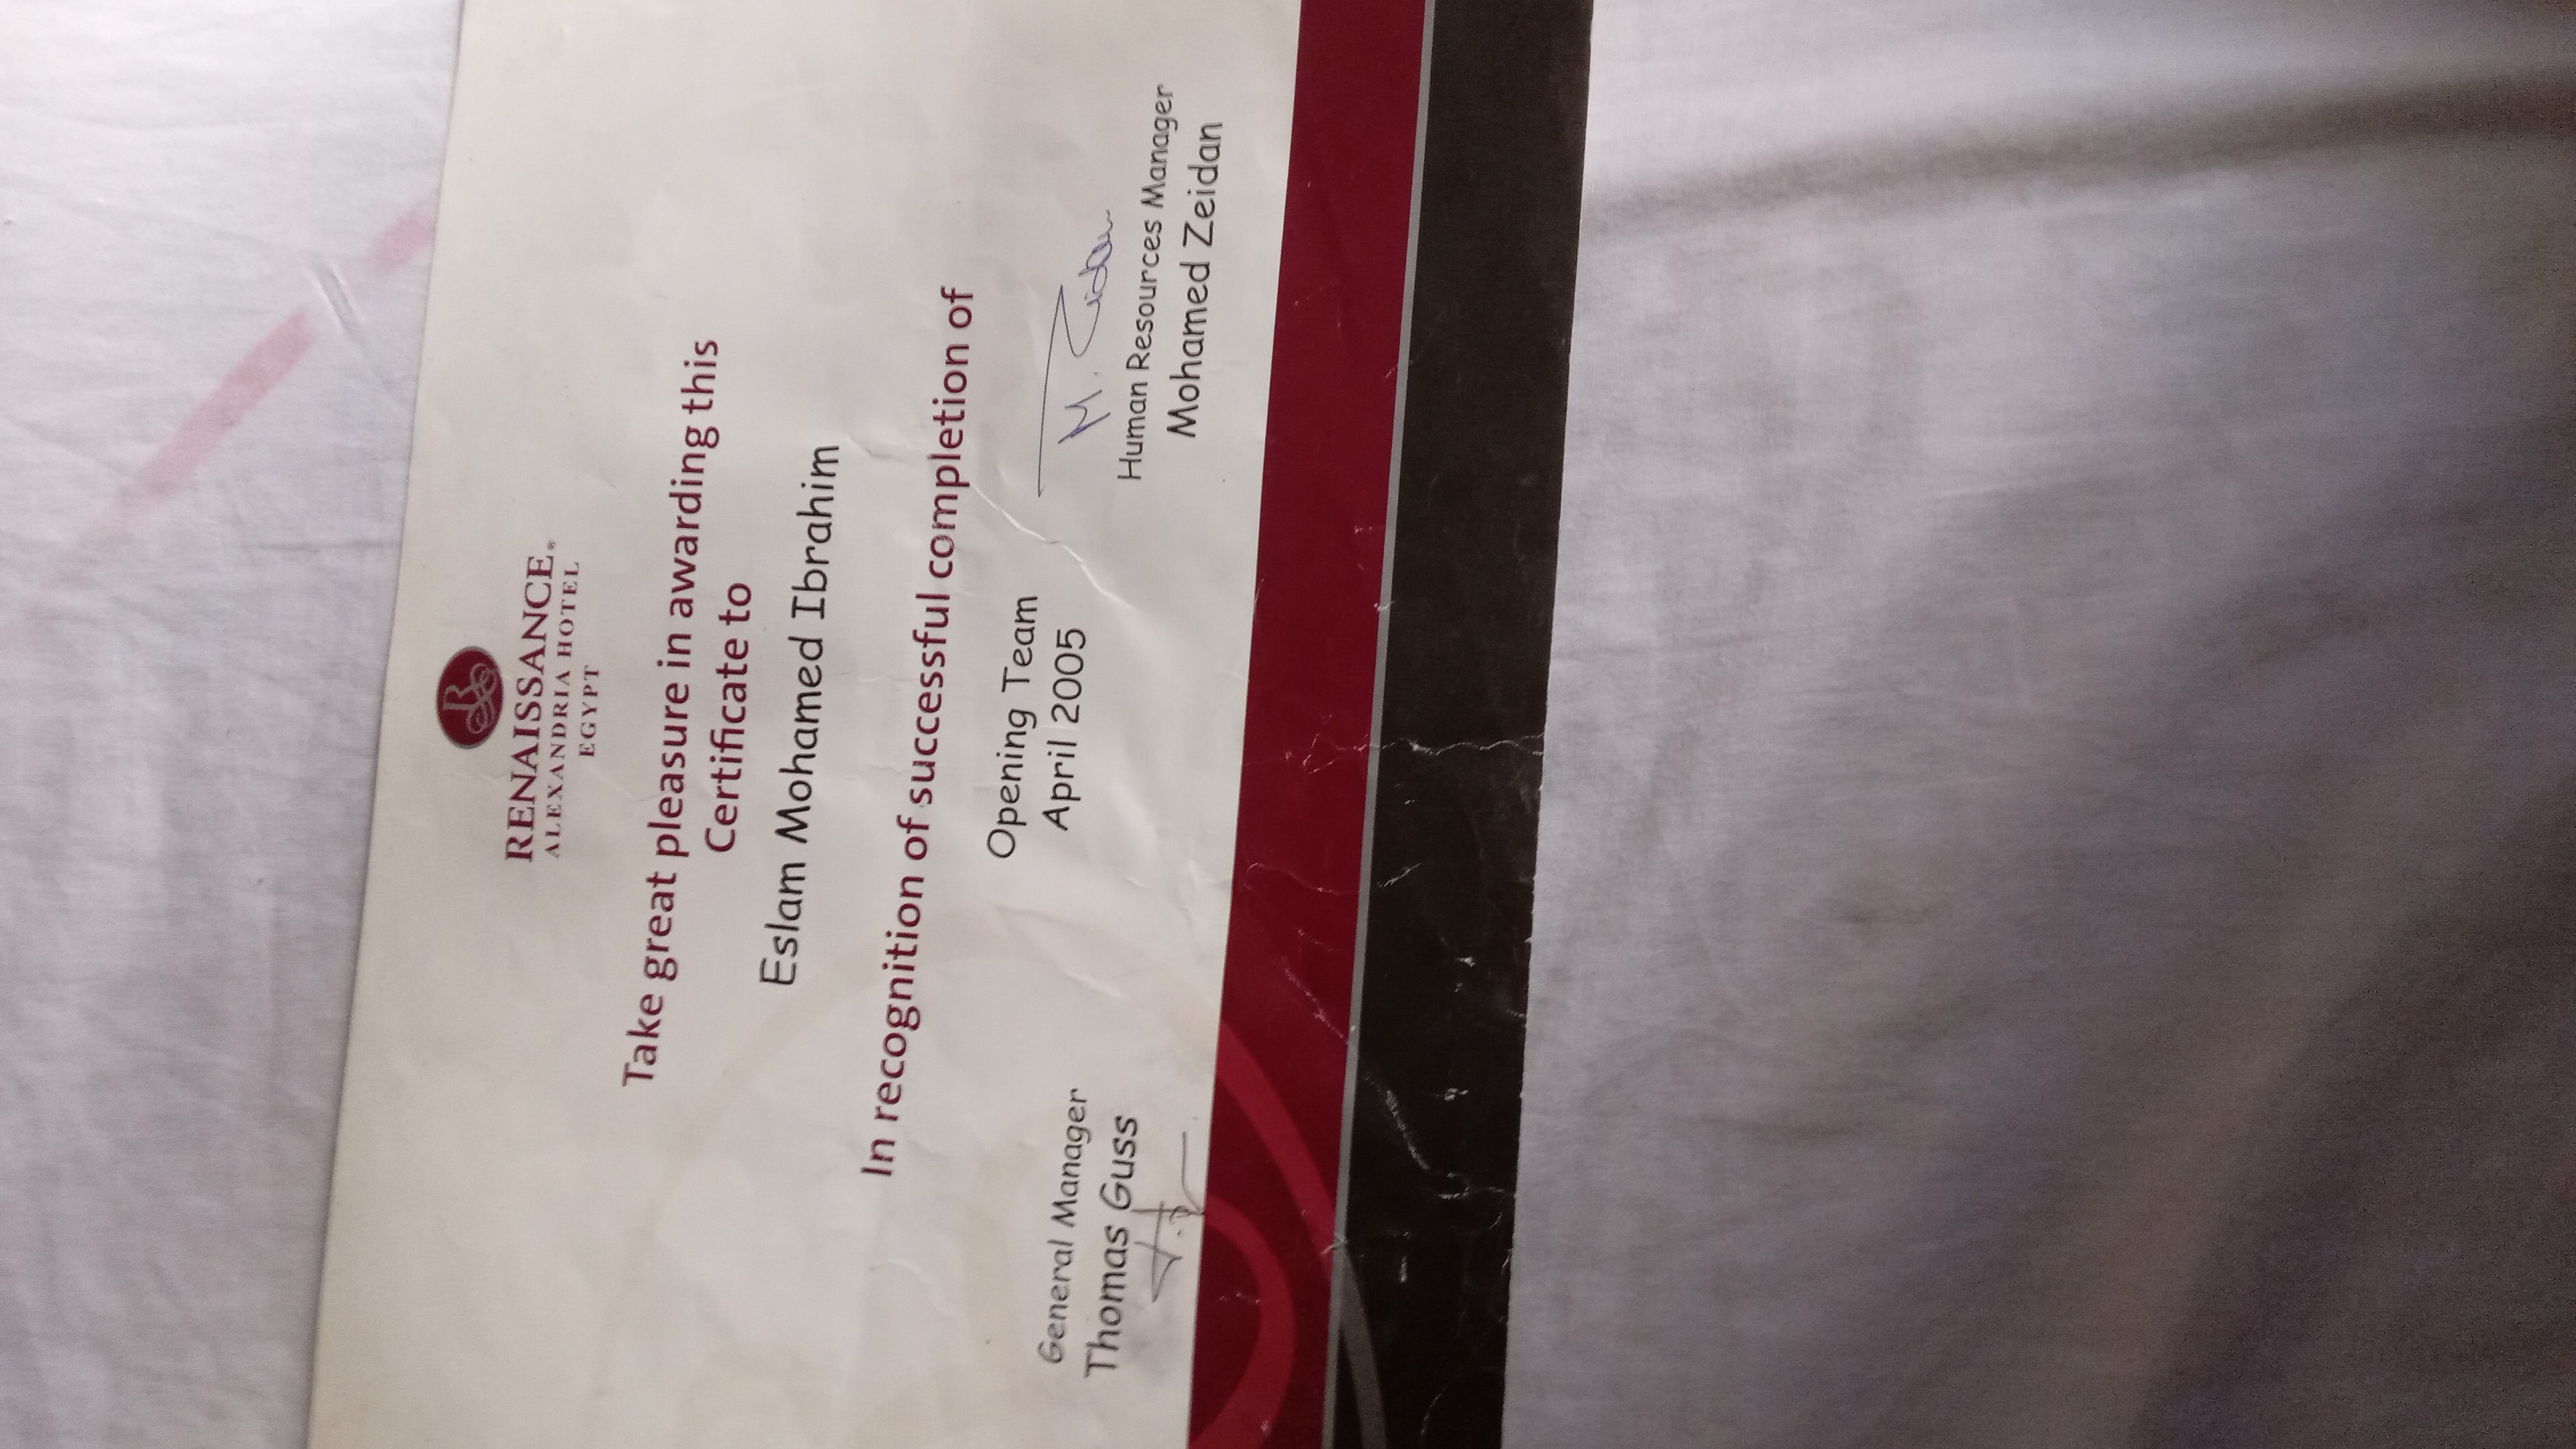 RENAISSANCE®
ALEXANDRIA HOTEL
EGYPT
Take great pleasure in awarding this
Certificate to
Eslam Mohamed Ibrahim
In recognition of successful completion of
Opening Team
April 2005
General Manager
Thomas Guss
M. Zeidan
Human Resources Manager
Mohamed Zeidan